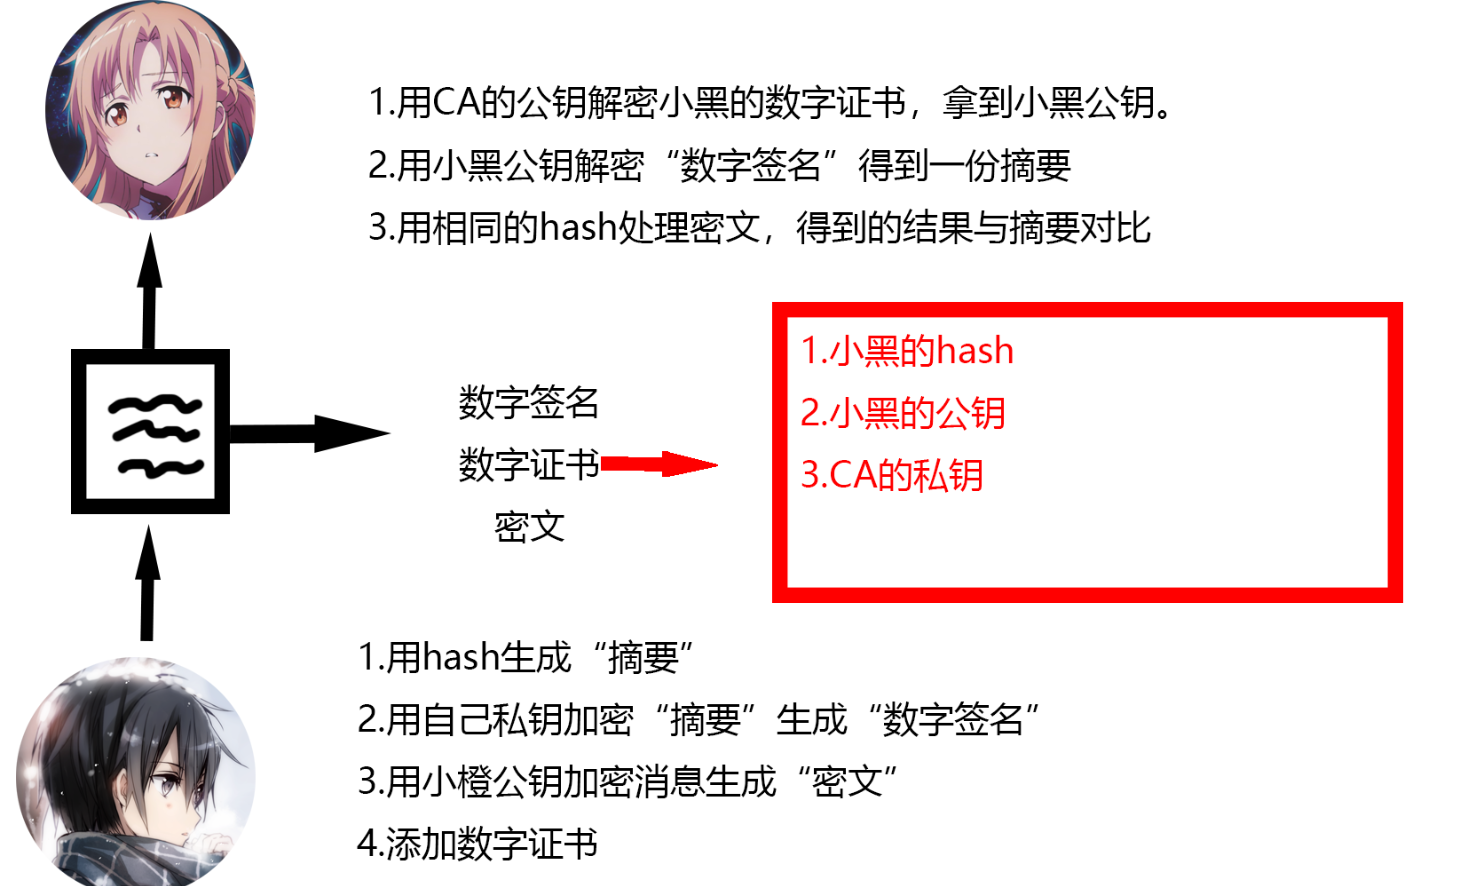 1.用CA的公钥解密小黑的数字证书，拿到小黑公钥。
2.用小黑公钥解密“数字签名”得到一份摘要
3.用相同的hash处理密文，得到的结果与摘要对比
数字签名
数字证书
密文
1.小黑的hash
2.小黑的公钥
3.CA的私钥
1.用hash生成“摘要”
2.用自己私钥加密“摘要”生成“数字签名”
3.用小橙公钥加密消息生成“密文”
4.添加数字证书